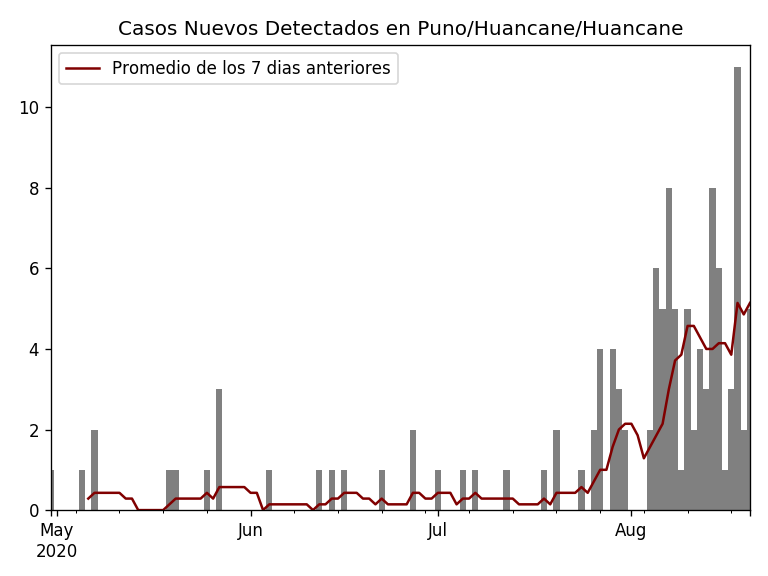 Casos Nuevos Detectados en Puno/Huancane/Huancane
Promedio de los 7 dias anteriores
10
8
6
4
2
0
May Jun Jul Aug
2020